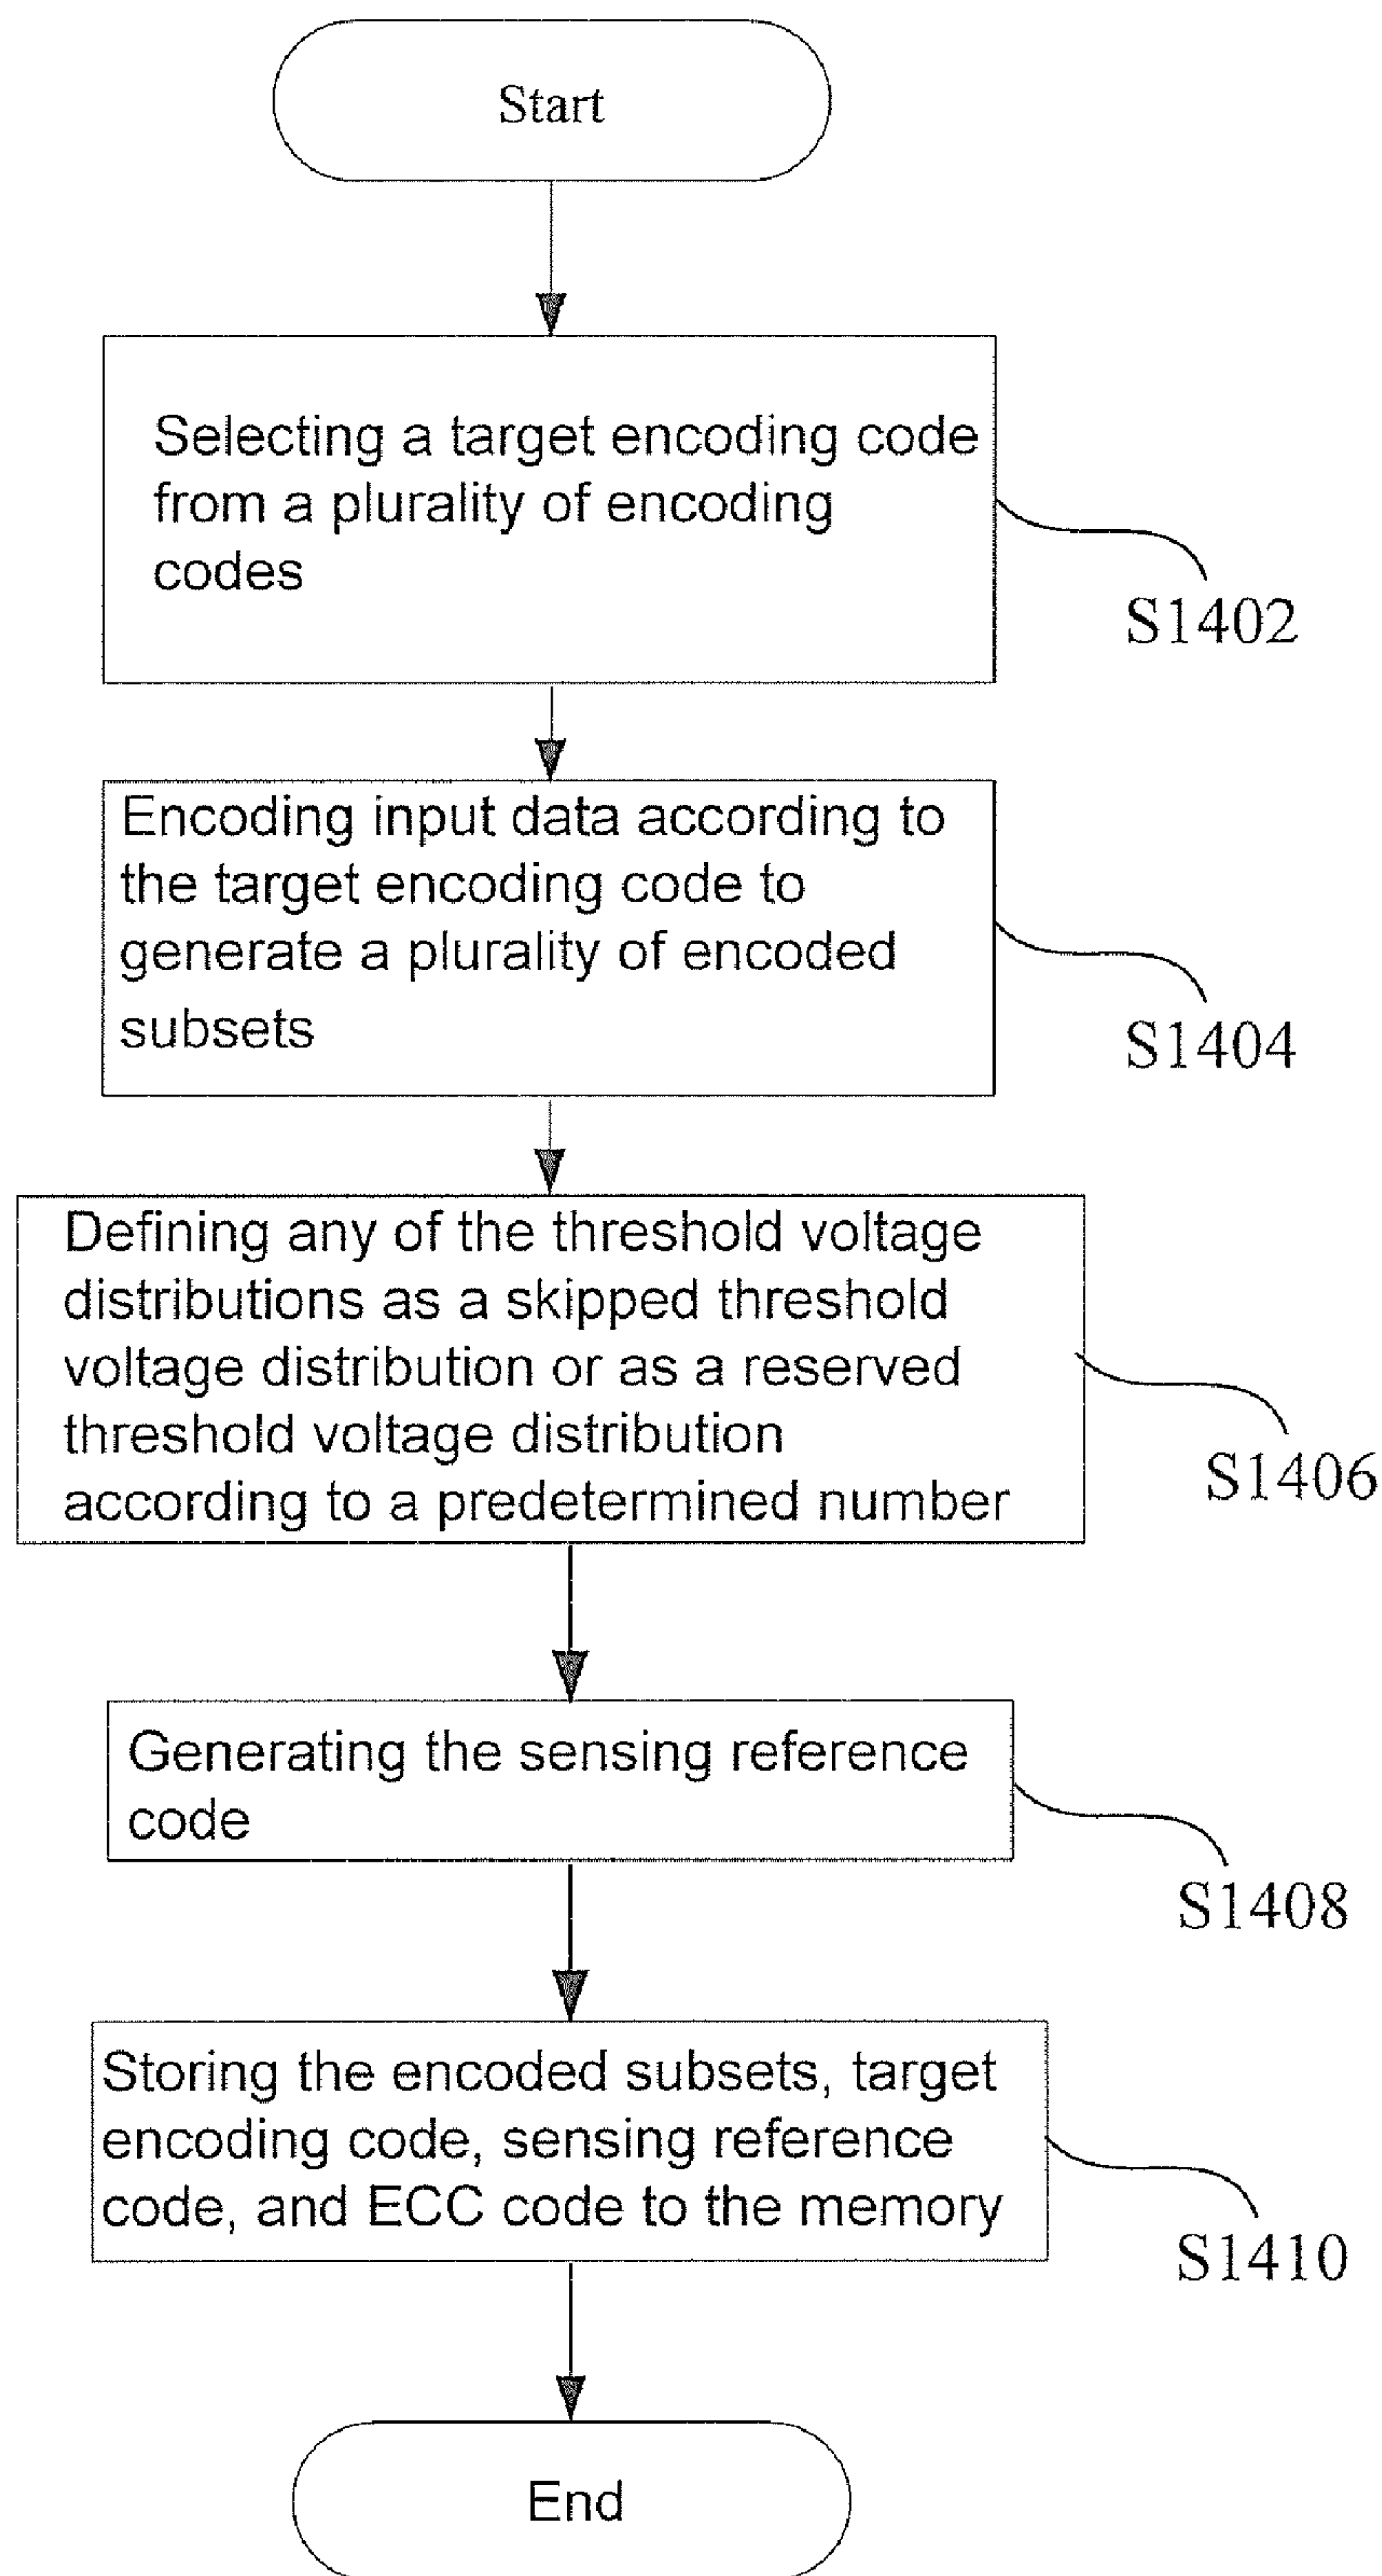 Start
Selecting a target encoding code
from a plurality of encoding
codes
S1402
Encoding input data according to
the target encoding code to
generate a plurality of encoded
subsets
S1404
Defining any of the threshold voltage
distributions as a skipped threshold
voltage distribution or as a reserved
threshold voltage distribution
according to a predetermined number
S1406
Generating the sensing reference
code
S1408
Storing the encoded subsets, target
encoding code, sensing reference
code, and ECC code to the memory
S1410
End